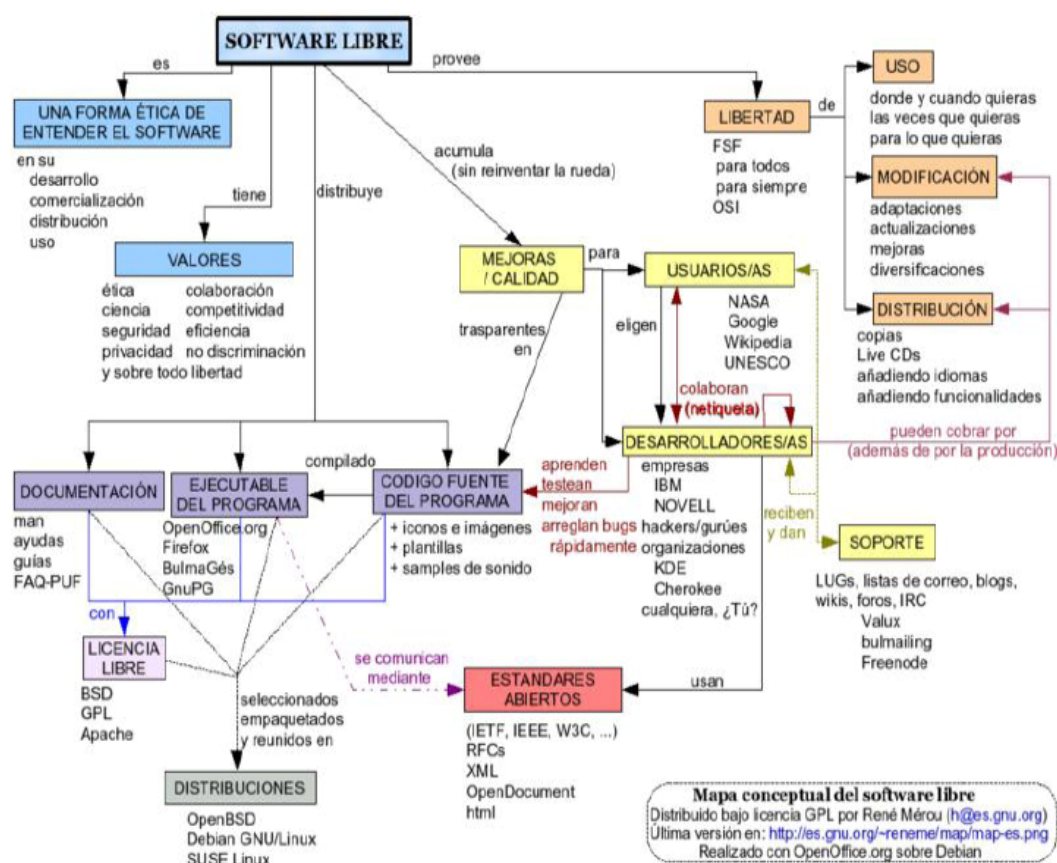 SOFTWARE LIBRE
es
provee
UNA FORMA ÉTICA DE
ENTENDER EL SOFTWARE
en su
desarrollo
comercialización
distribución
uso
tiene
distribuye
acumula
(sin reinventar la rueda)
LIBERTAD
de
FSF
para todos
para siempre
OSI
USO
donde y cuando quieras
las veces que quieras
para lo que quieras
MODIFICACIÓN
adaptaciones
actualizaciones
mejoras
diversificaciones
DISTRIBUCIÓN
copias
Live CDs
añadiendo idiomas
añadiendo funcionalidades
VALORES
ética colaboración
ciencia competitividad
seguridad eficiencia
privacidad no discriminación
y sobre todo libertad
MEJORAS
/ CALIDAD
para
trasparentes
en
USUARIOS/AS
NASA
Google
Wikipedia
UNESCO
eligen
colaboran
(netiqueta)
DESARROLLADORES/AS
empresas
IBM
NOVELL
hackers/gurúes
organizaciones
KDE
Cherokee
cualquiera, ¿Tú?
pueden cobrar por
(además de por la producción)
reciben
y dan
SOPORTE
LUGs, listas de correo, blogs,
wikis, foros, IRC
Valux
bulmailing
Freenode
DOCUMENTACIÓN
man
ayudas
guías
FAQ-PUF
EJECUTABLE
DEL PROGRAMA
OpenOffice.org
Firefox
BulmaGés
GnuPG
compilado
CODIGO FUENTE
DEL PROGRAMA
+ iconos e imágenes
+ plantillas
+ samples de sonido
aprenden
testean
mejoran
arreglan bugs
rápidamente
con
LICENCIA
LIBRE
BSD
GPL
Apache
seleccionados
empaquetados
y reunidos en
se comunican
mediante
ESTANDARES
ABIERTOS
usan
(IETF, IEEE, W3C, ...)
RFCs
XML
OpenDocument
html
DISTRIBUCIONES
OpenBSD
Debian GNU/Linux
SUSE Linux
Mapa conceptual del software libre
Distribuido bajo licencia GPL por René Mérou (h@es.gnu.org)
Última versión en: http://es.gnu.org/~reneme/map/map-es.png
Realizado con OpenOffice.org sobre Debian